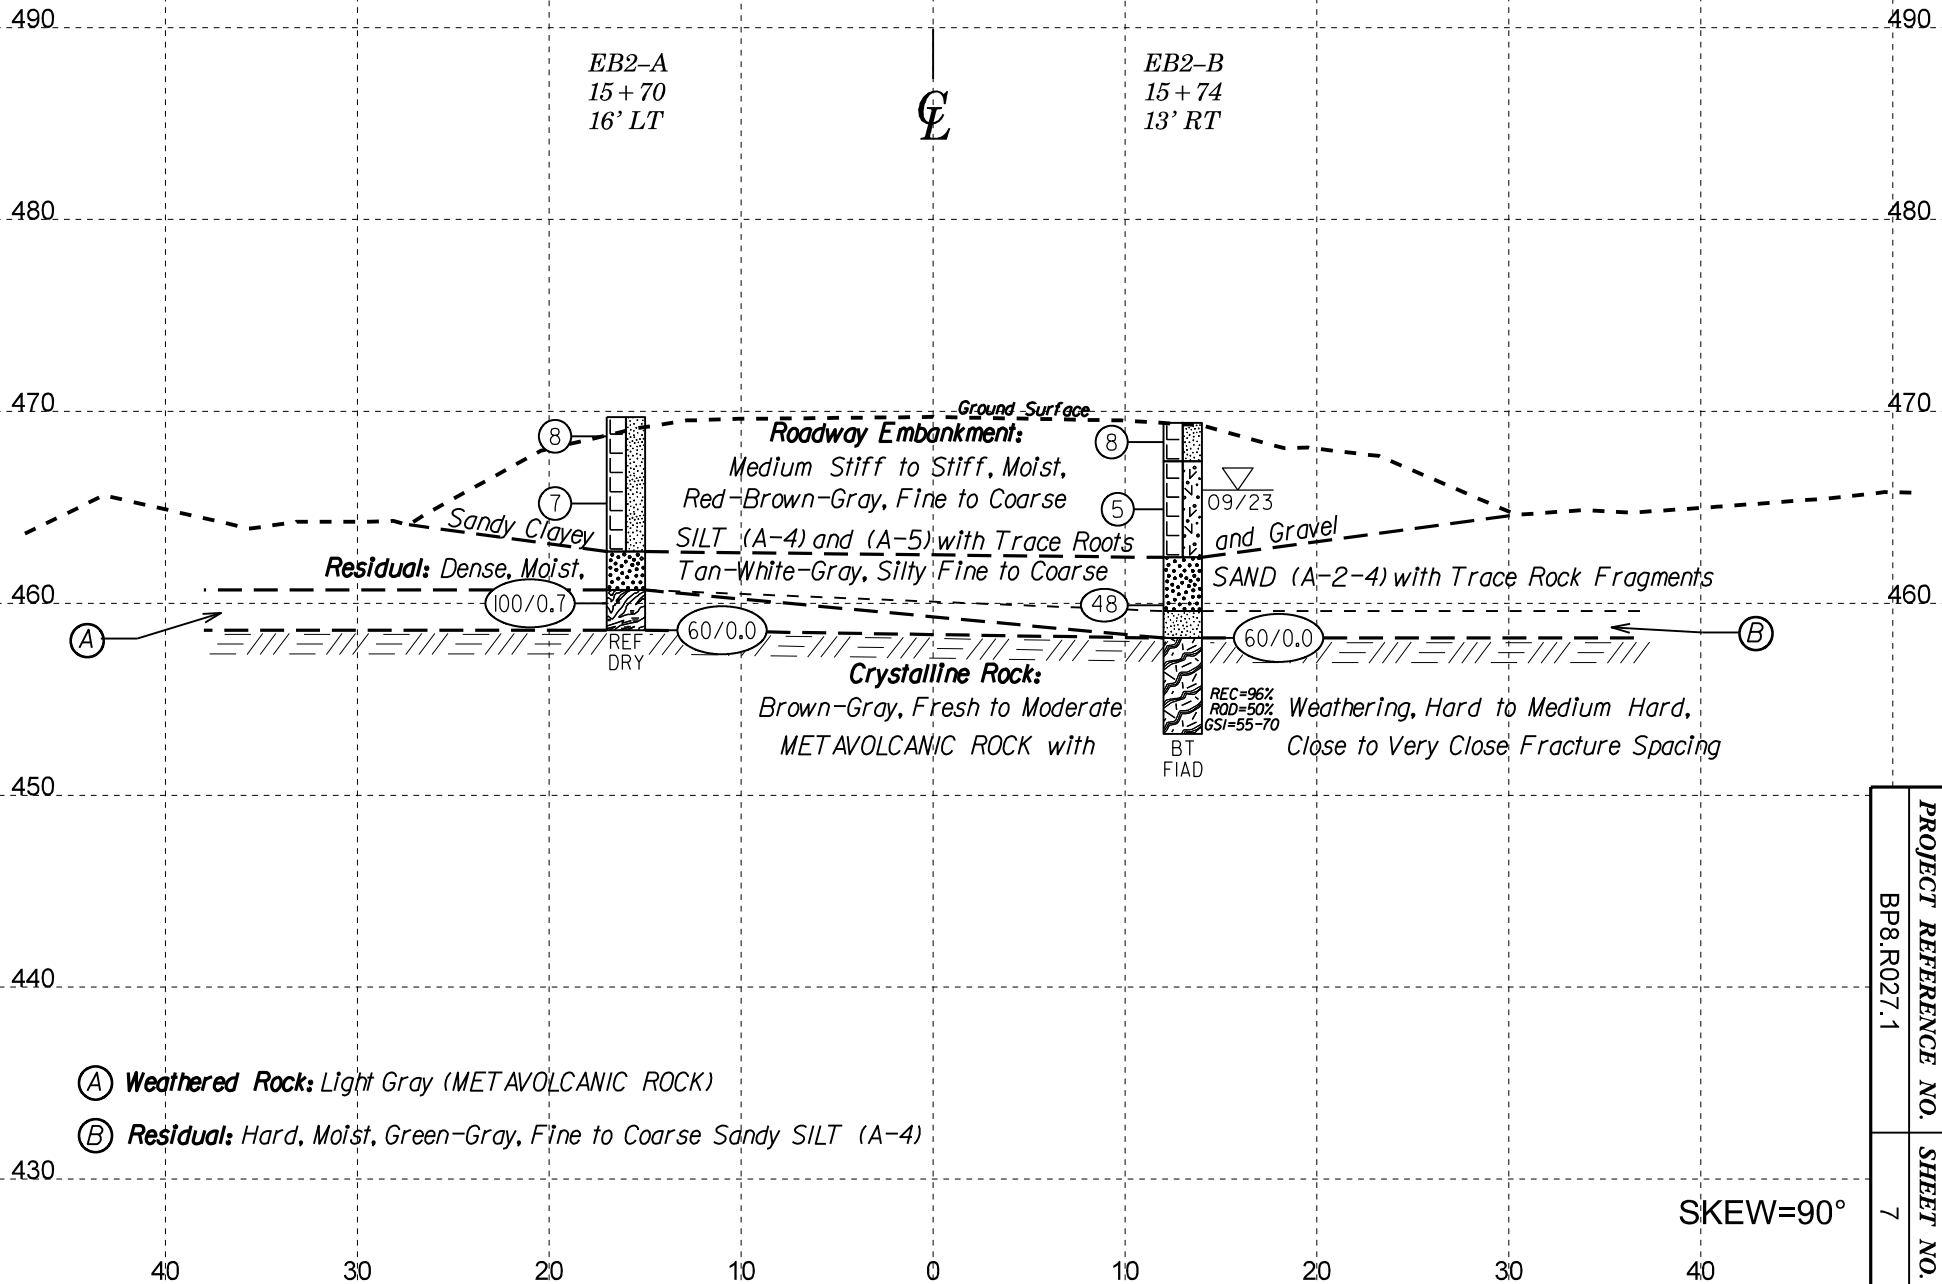 490
490
EB2-A
15+70
16' LT
℄
EB2-B
15+74
13' RT
480
480
470
470
Ground Surface
8
Roadway Embankment:
8
Medium Stiff to Stiff, Moist,
7
Red-Brown-Gray, Fine to Coarse
5
09/23
Sandy Clayey
SILT (A-4) and (A-5) with Trace Roots
and Gravel
Residual: Dense, Moist,
Tan-White-Gray, Silty Fine to Coarse
SAND (A-2-4) with Trace Rock Fragments
460
100/0.7
48
460
A
60/0.0
60/0.0
B
REF
DRY
Crystalline Rock:
Brown-Gray, Fresh to Moderate
REC=96%
RQD=50%
GSI=55-70
Weathering, Hard to Medium Hard,
METAVOLCANIC ROCK with
BT
FIAD
Close to Very Close Fracture Spacing
450
450
440
440
A Weathered Rock: Light Gray (METAVOLCANIC ROCK)
B Residual: Hard, Moist, Green-Gray, Fine to Coarse Sandy SILT (A-4)
430
SKEW=90°
PROJECT REFERENCE NO.
SHEET NO.
BP8.R027.1
7
40
30
20
10
0
10
20
30
40